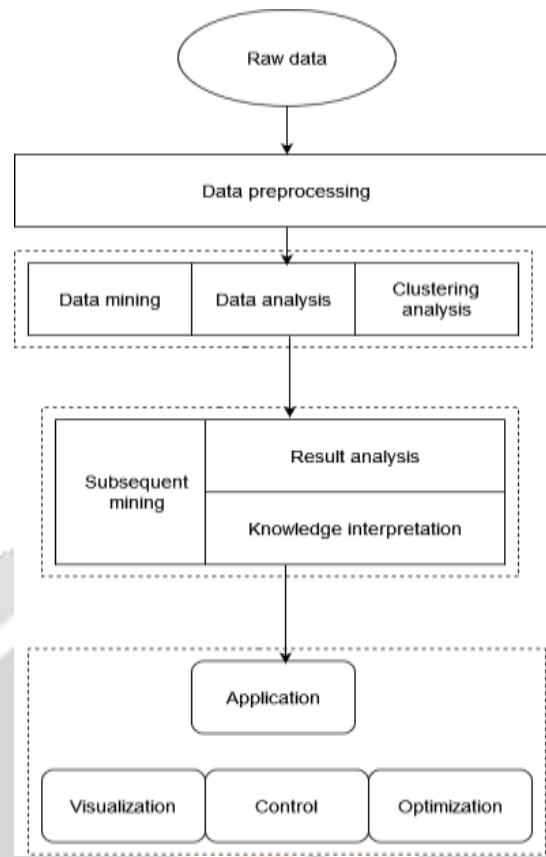 Raw data
Data preprocessing
Data mining
Data analysis
Clustering
analysis
Subsequent
mining
Result analysis
Knowledge interpretation
Application
Visualization
Control
Optimization